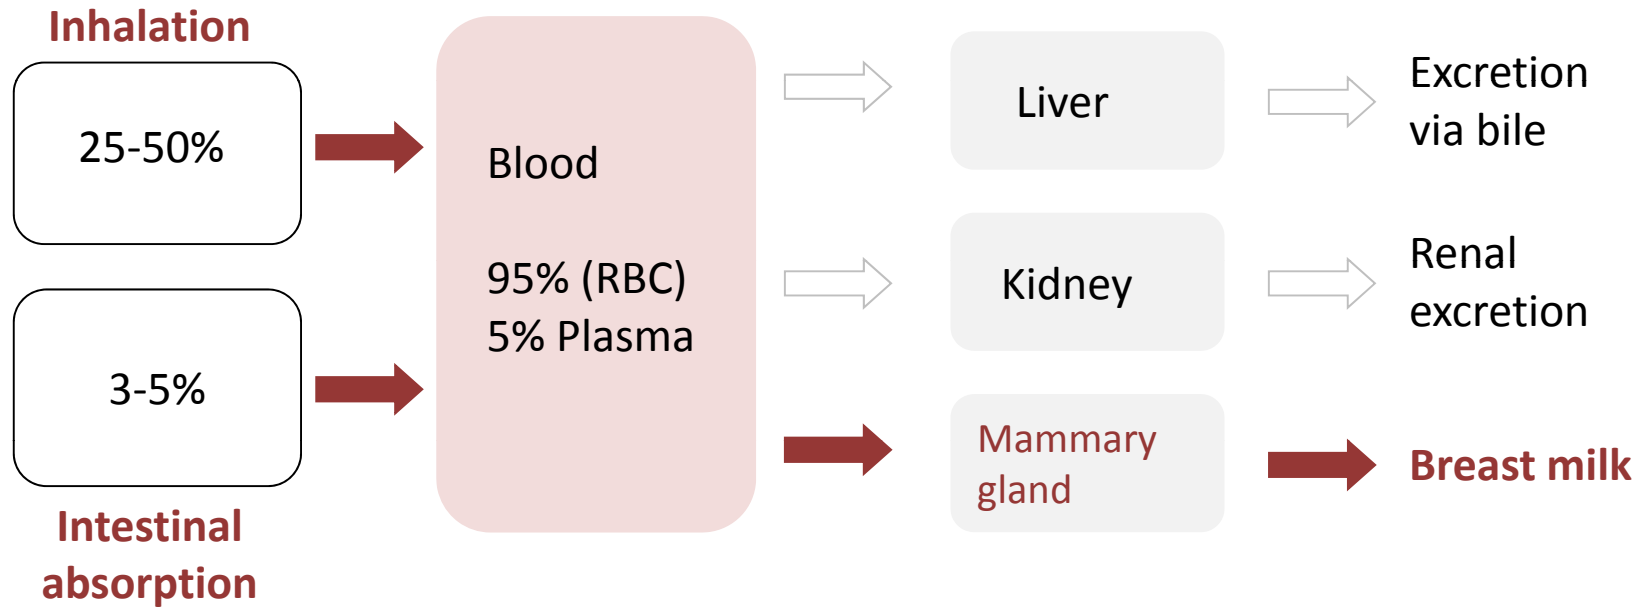 Inhalation
25-50%
3-5%
Intestinal
absorption
Blood
95% (RBC)
5% Plasma
Liver
Kidney
Mammary
gland
Excretion
via bile
Renal
excretion
Breast milk